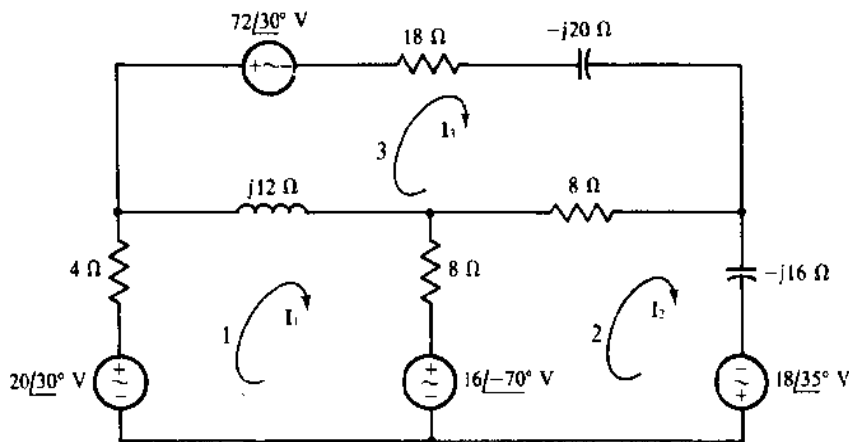 72/30° V
18 Ω
−j20 Ω
+ ~ −
I₃
3
j12 Ω
8 Ω
4 Ω
8 Ω
−j16 Ω
I₁
1
I₂
2
20/30° V
+
~
−
16/−70° V
+
~
−
18/35° V
−
~
+